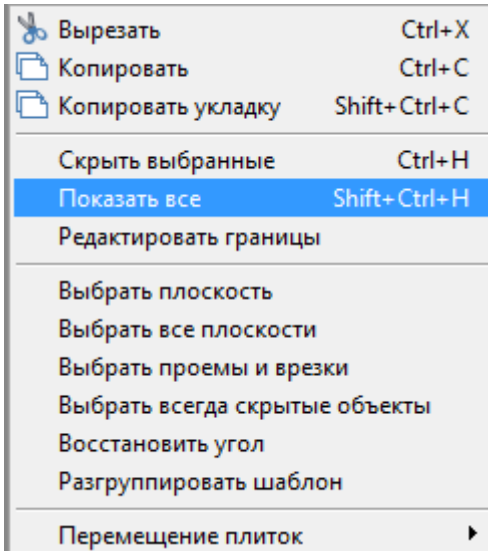 Вырезать Ctrl+X
Копировать Ctrl+C
Копировать укладку Shift+Ctrl+C
Скрыть выбранные Ctrl+H
Показать все Shift+Ctrl+H
Редактировать границы
Выбрать плоскость
Выбрать все плоскости
Выбрать проемы и врезки
Выбрать всегда скрытые объекты
Восстановить угол
Разгруппировать шаблон
Перемещение плиток